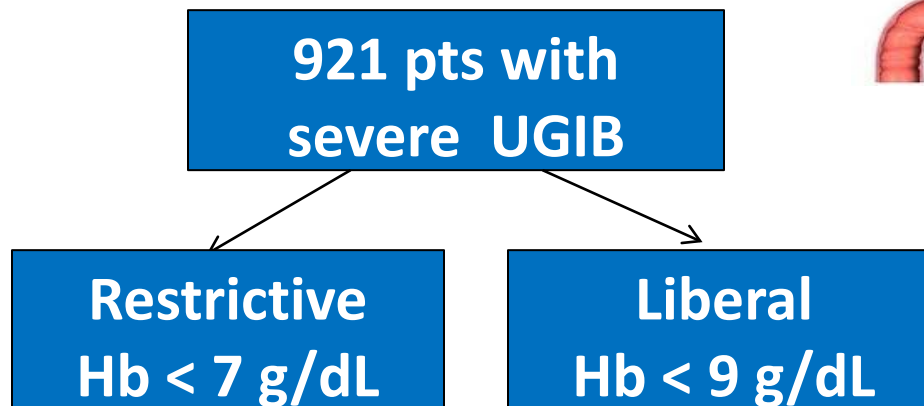 921 pts with
severe UGIB
Restrictive
Hb < 7 g/dL
Liberal
Hb < 9 g/dL